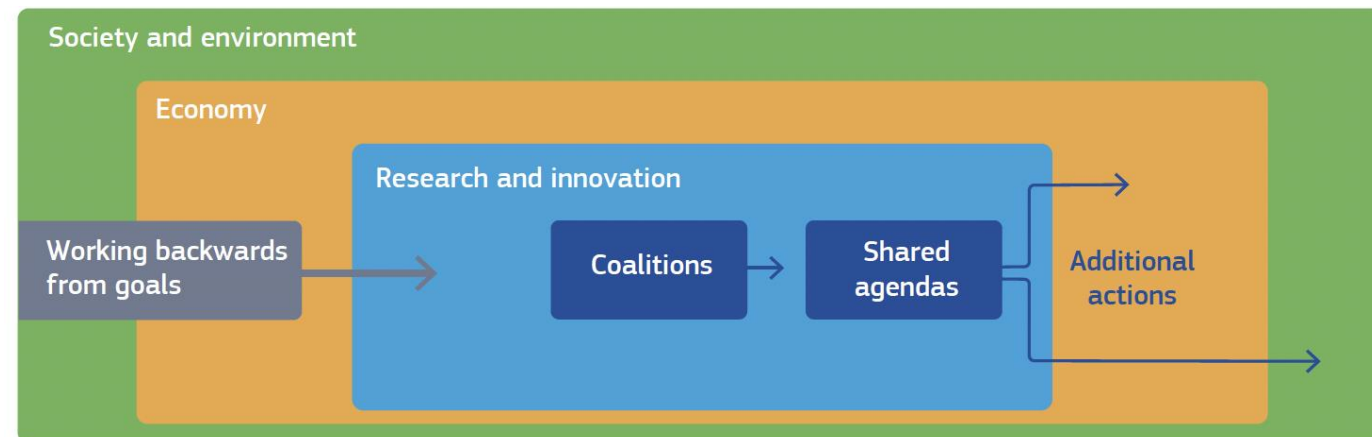 Society and environment
Economy
Research and innovation
Working backwards
from goals
Coalitions
Shared
agendas
Additional
actions